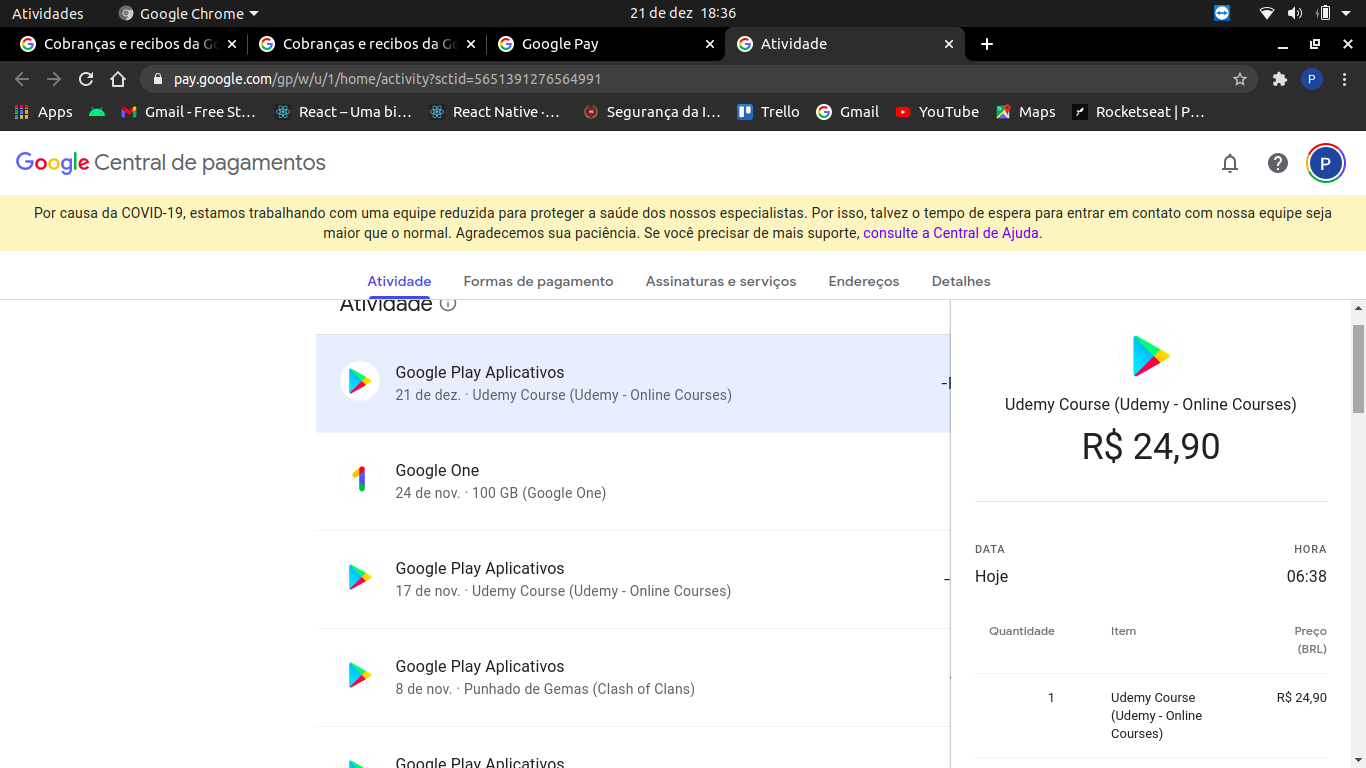 Atividades
Google Chrome
21 de dez 18:36
Cobranças e recibos da Go
Cobranças e recibos da Go
Google Pay
Atividade
pay.google.com/gp/w/u/1/home/activity?sctid=5651391276564991
P
Apps
Gmail - Free St…
React – Uma bi…
React Native ·…
Segurança da I…
Trello
Gmail
YouTube
Maps
Rocketseat | P…
Google Central de pagamentos
P
Por causa da COVID-19, estamos trabalhando com uma equipe reduzida para proteger a saúde dos nossos especialistas. Por isso, talvez o tempo de espera para entrar em contato com nossa equipe seja
maior que o normal. Agradecemos sua paciência. Se você precisar de mais suporte, consulte a Central de Ajuda.
Atividade
Formas de pagamento
Assinaturas e serviços
Endereços
Detalhes
Atividade
Google Play Aplicativos
21 de dez. · Udemy Course (Udemy - Online Courses)
Google One
24 de nov. · 100 GB (Google One)
Google Play Aplicativos
17 de nov. · Udemy Course (Udemy - Online Courses)
Google Play Aplicativos
8 de nov. · Punhado de Gemas (Clash of Clans)
Google Play Aplicativos
Udemy Course (Udemy - Online Courses)
R$ 24,90
DATA
HORA
Hoje
06:38
Quantidade
Item
Preço
(BRL)
1
Udemy Course
(Udemy - Online
Courses)
R$ 24,90